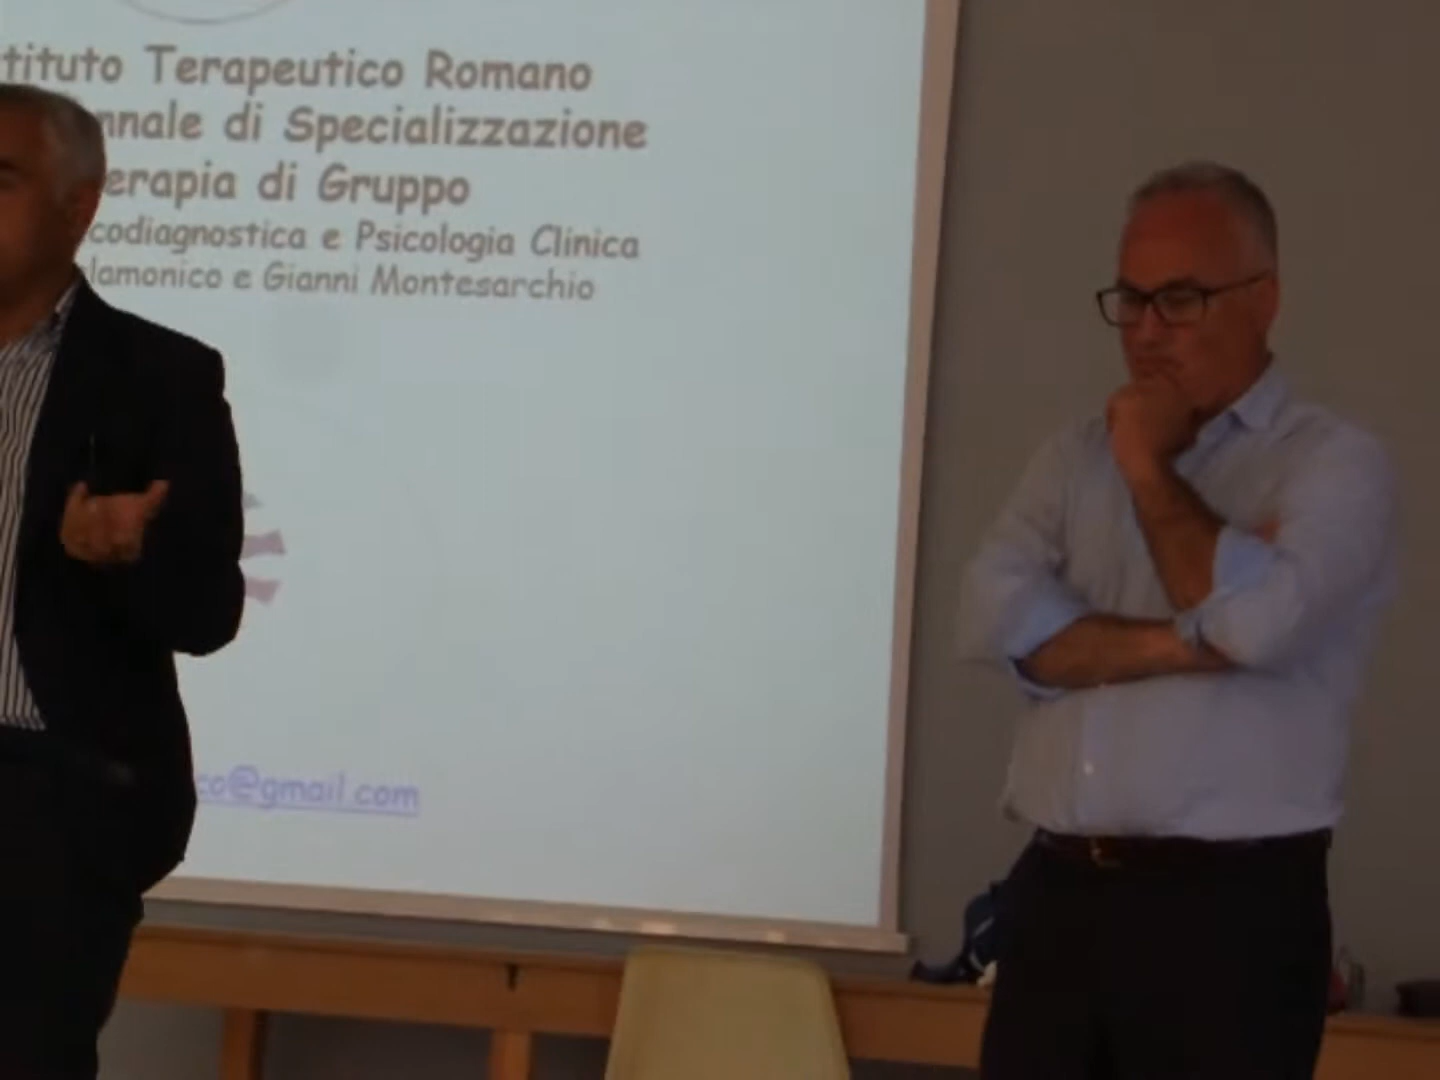 tituto Terapeutico Romano
nnale di Specializzazione
erapia di Gruppo
codiagnostica e Psicologia Clinica
lamonico e Gianni Montesarchio
co@gmail.com